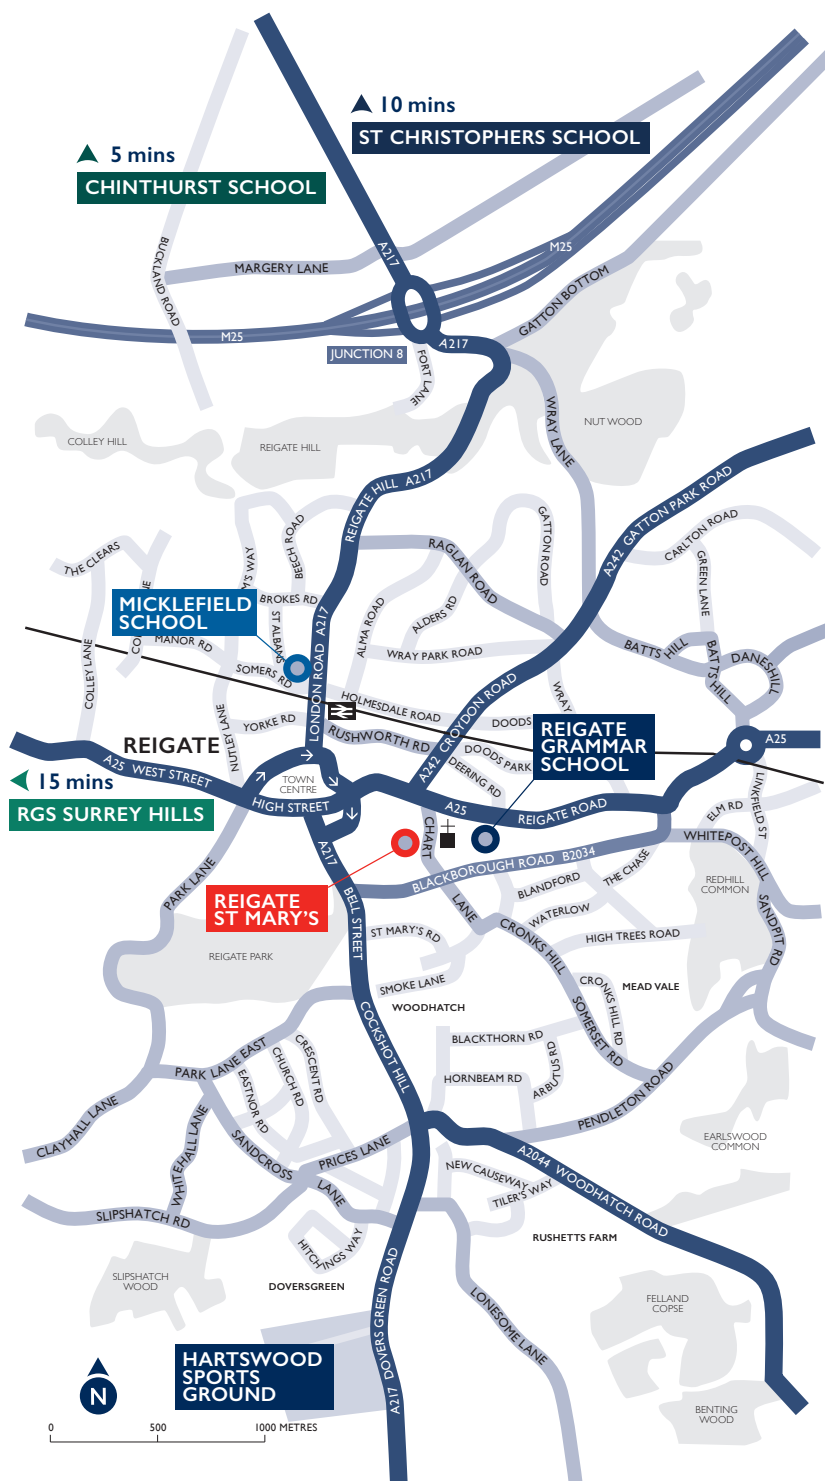 10 mins
ST CHRISTOPHERS SCHOOL
5 mins
CHINTHURST SCHOOL
A217
M25
BUCKLAND ROAD
MARGERY LANE
GATTON BOTTOM
M25
A217
JUNCTION 8
FORT LANE
WRAY LANE
NUT WOOD
COLLEY HILL
REIGATE HILL
REIGATE HILL A217
A242 GATTON PARK ROAD
CARLTON ROAD
GATTON ROAD
BEECH ROAD
RAGLAN ROAD
THE CLEARS
M'S WAY
GREEN LANE
BROKES RD
MICKLEFIELD
SCHOOL
ST ALBANS
LONDON ROAD A217
ALMA ROAD
ALDERS RD
MANOR RD
COLLEY LANE
SOMERS RD
WRAY PARK ROAD
BATTS HILL
BATTS HILL
DANESHILL
HOLMESDALE ROAD
A242 CROYDON ROAD
WRAY
DOODS
NUTLEY LANE
YORKE RD
RUSHWORTH RD
DOODS PARK
DEERING RD
REIGATE
GRAMMAR
SCHOOL
A25
REIGATE
A25 WEST STREET
TOWN
CENTRE
HIGH STREET
15 mins
RGS SURREY HILLS
A25
REIGATE ROAD
ELM RD
LINKFIELD ST
CHART
LANE
A217
BLACKBOROUGH ROAD B2034
WHITEPOST HILL
PARK LANE
REIGATE
ST MARY'S
BELL STREET
BLANDFORD
THE CHASE
REDHILL
COMMON
WATERLOW
SANDPIT RD
ST MARY'S RD
CRONKS HILL
HIGH TREES ROAD
REIGATE PARK
SMOKE LANE
CRONKS HILL RD
MEAD VALE
WOODHATCH
COCKSHOT HILL
SOMERSET RD
BLACKTHORN RD
ARBUTUS RD
HORNBEAM RD
PARK LANE EAST
CRESCENT RD
CHURCH RD
EASTNOR RD
PENDLETON ROAD
CLAYHALL LANE
WHITEHALL LANE
SANDCROSS
LANE
PRICES LANE
EARLSWOOD
COMMON
A2044 WOODHATCH ROAD
NEW CAUSEWAY
TILER'S WAY
SLIPSHATCH RD
HITCHINGS WAY
RUSHETTS FARM
SLIPSHATCH
WOOD
DOVERSGREEN
A217 DOVERS GREEN ROAD
LONESOME LANE
FELLAND
COPSE
HARTSWOOD
SPORTS
GROUND
N
BENTING
WOOD
0 500 1000 METRES